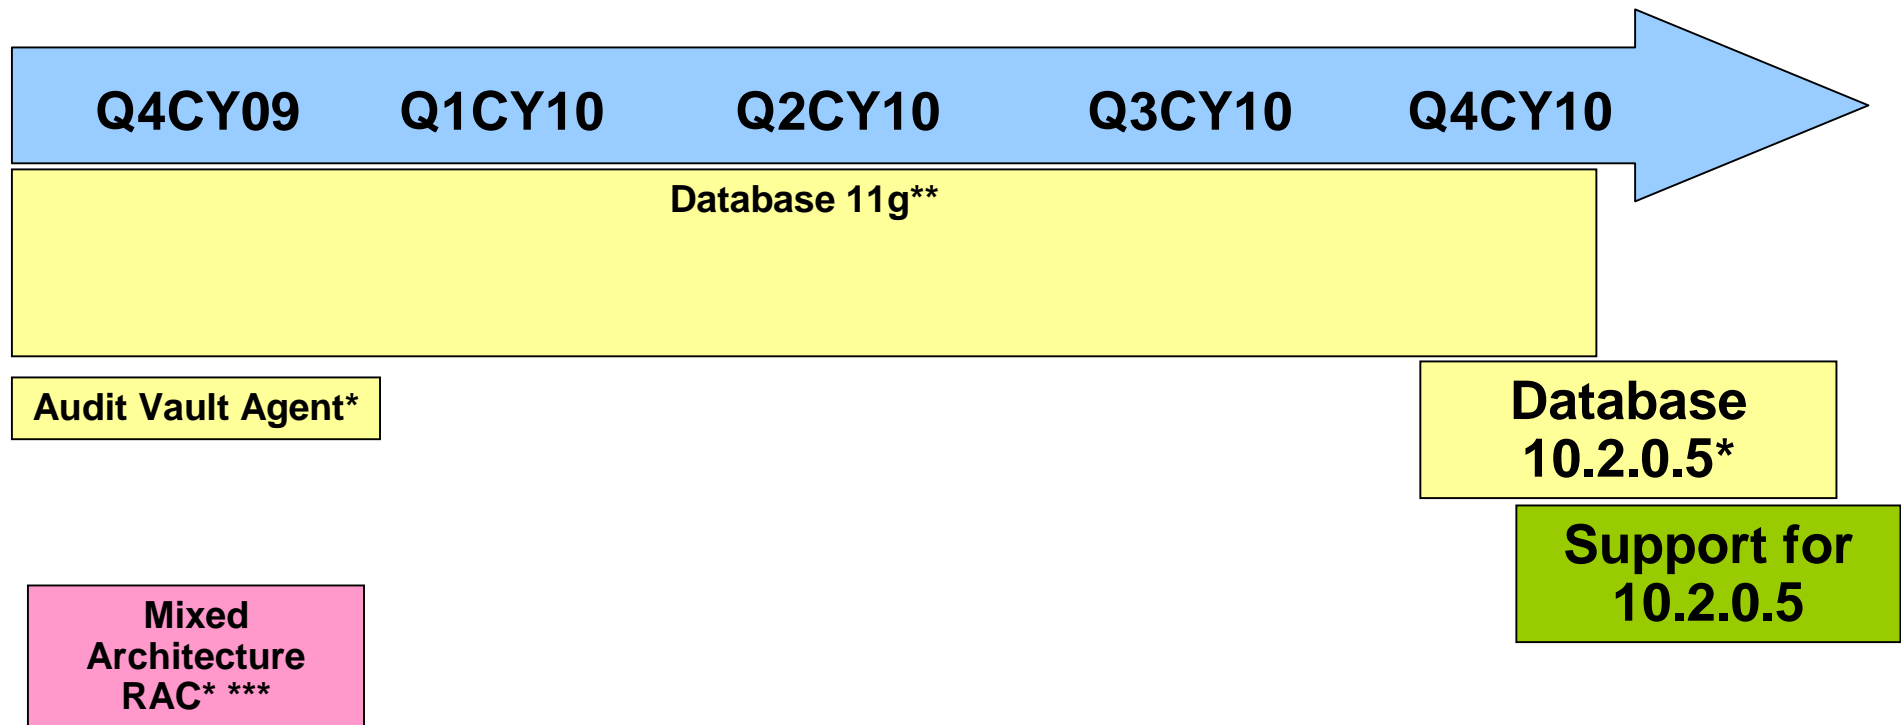 Q4CY09 Q1CY10 Q2CY10 Q3CY10 Q4CY10
Database 11g**
Audit Vault Agent*
Database
10.2.0.5*
Support for
10.2.0.5
Mixed
Architecture
RAC* ***